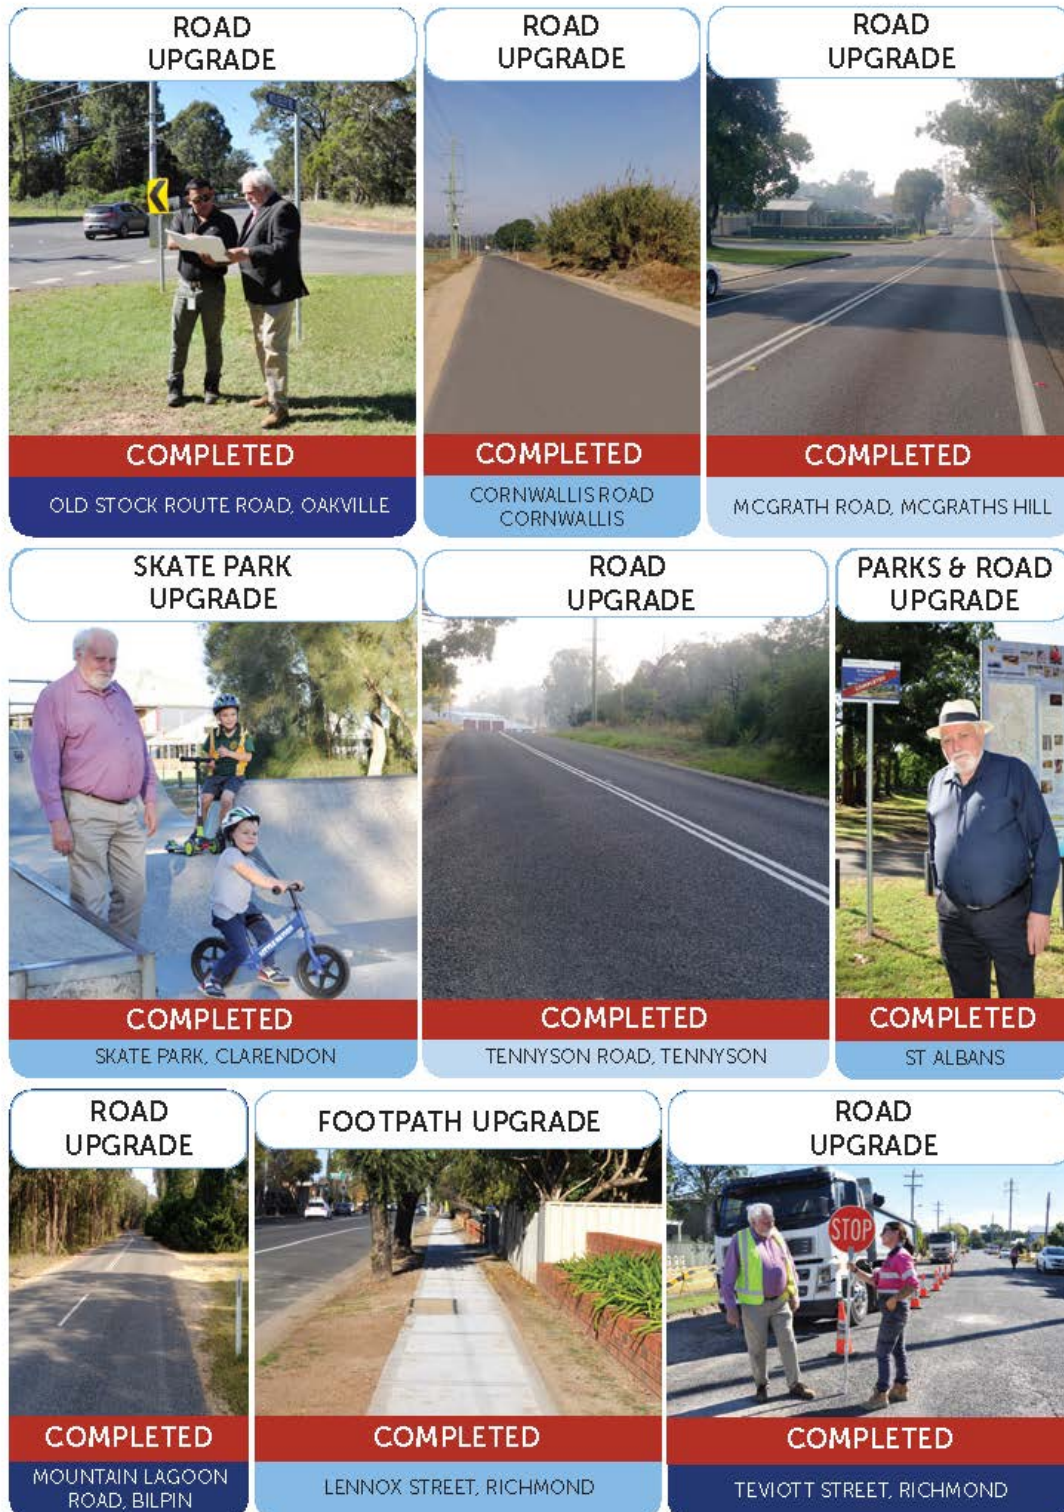 ROAD
UPGRADE
COMPLETED
OLD STOCK ROUTE ROAD, OAKVILLE
ROAD
UPGRADE
COMPLETED
CORNWALLIS ROAD
CORNWALLIS
ROAD
UPGRADE
COMPLETED
MCGRATH ROAD, MCGRATHS HILL
SKATE PARK
UPGRADE
COMPLETED
SKATE PARK, CLARENDON
ROAD
UPGRADE
COMPLETED
TENNYSON ROAD, TENNYSON
PARKS & ROAD
UPGRADE
COMPLETED
COMPLETED
ST ALBANS
ROAD
UPGRADE
COMPLETED
MOUNTAIN LAGOON
ROAD, BILPIN
FOOTPATH UPGRADE
COMPLETED
LENNOX STREET, RICHMOND
ROAD
UPGRADE
STOP
COMPLETED
TEVIOTT STREET, RICHMOND